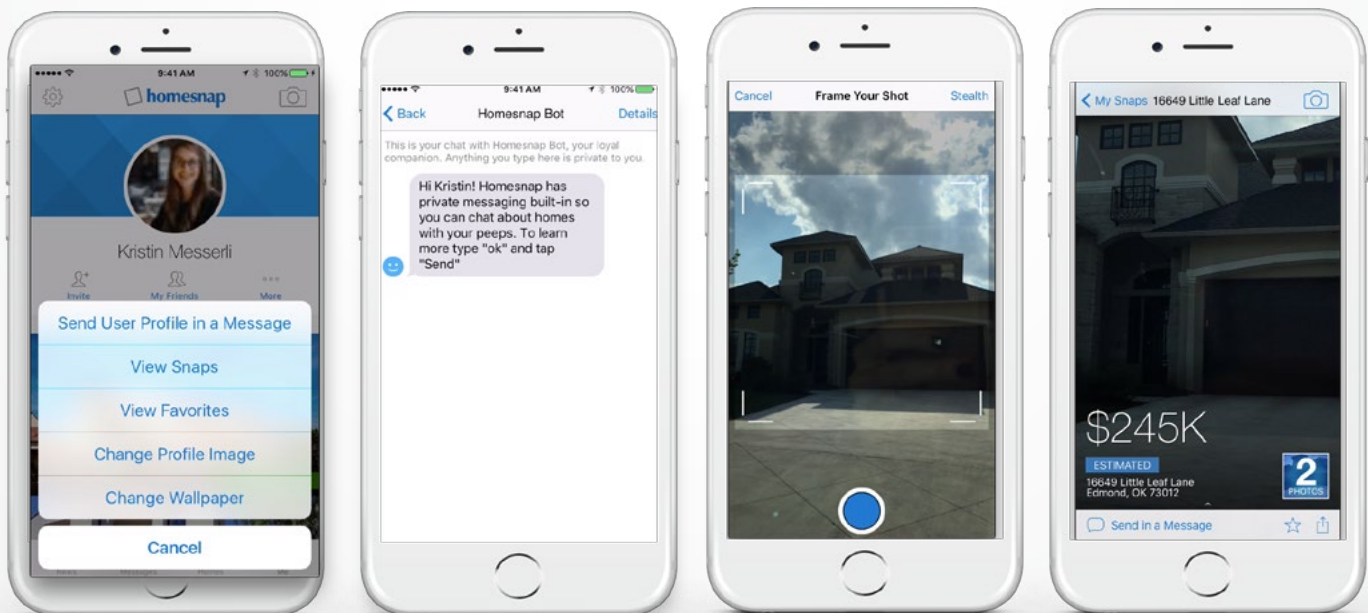 9:41 AM
100%
homesnap
Kristin Messerli
Invite
My Friends
More
Send User Profile in a Message
View Snaps
View Favorites
Change Profile Image
Change Wallpaper
Cancel
News
Messages
Homes
Me
9:41 AM
100%
Back
Homesnap Bot
Details
This is your chat with Homesnap Bot, your loyal
companion. Anything you type here is private to you.
Hi Kristin! Homesnap has
private messaging built-in so
you can chat about homes
with your peeps. To learn
more type "ok" and tap
"Send"
Cancel
Frame Your Shot
Stealth
My Snaps
16649 Little Leaf Lane
$245K
ESTIMATED
16649 Little Leaf Lane
Edmond, OK 73012
2
PHOTOS
Send in a Message